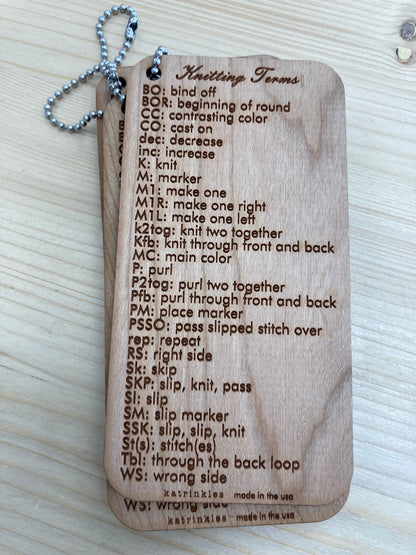 Knitting Terms
BO: bind off
BOR: beginning of round
CC: contrasting color
CO: cast on
dec: decrease
inc: increase
K: knit
M: marker
M1: make one
M1R: make one right
M1L: make one left
k2tog: knit two together
Kfb: knit through front and back
MC: main color
P: purl
P2tog: purl two together
Pfb: purl through front and back
PM: place marker
PSSO: pass slipped stitch over
rep: repeat
RS: right side
Sk: skip
SKP: slip, knit, pass
Sl: slip
SM: slip marker
SSK: slip, slip, knit
St(s): stitch(es)
Tbl: through the back loop
WS: wrong side
katrinkles made in the usa
WS: wrong side
katrinkles made in the usa